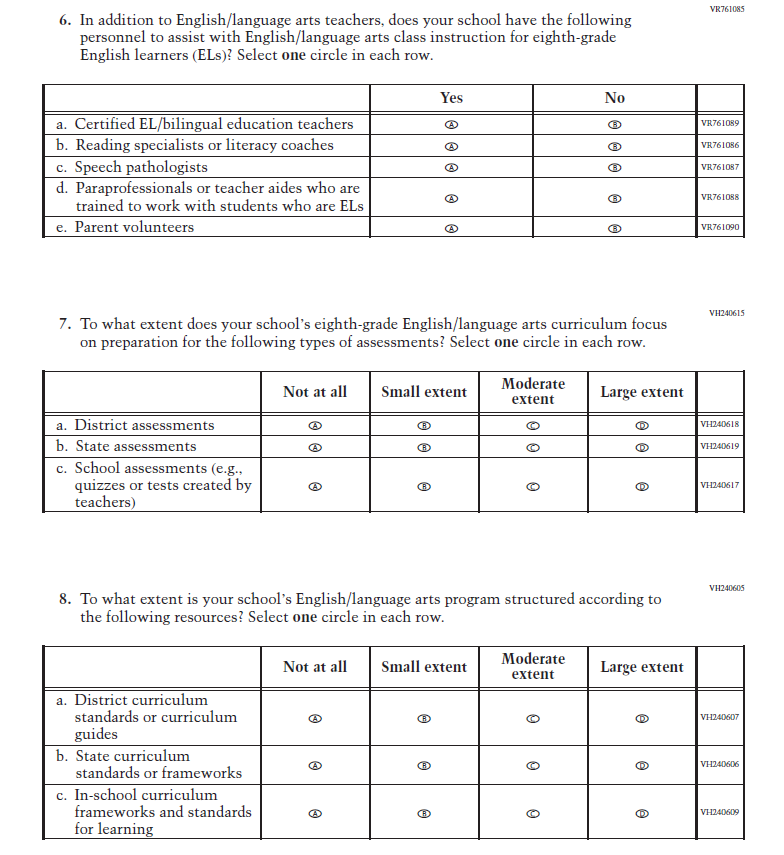 VR761085
6. In addition to English/language arts teachers, does your school have the following
personnel to assist with English/language arts class instruction for eighth-grade
English learners (ELs)? Select one circle in each row.
Yes No
a. Certified EL/bilingual education teachers A B VR761089
b. Reading specialists or literacy coaches A B VR761086
c. Speech pathologists A B VR761087
d. Paraprofessionals or teacher aides who are
trained to work with students who are ELs A B VR761088
e. Parent volunteers A B VR761090
VH240615
7. To what extent does your school's eighth-grade English/language arts curriculum focus
on preparation for the following types of assessments? Select one circle in each row.
Not at all Small extent Moderate extent Large extent
a. District assessments A B C D VH240618
b. State assessments A B C D VH240619
c. School assessments (e.g.,
quizzes or tests created by A B C D VH240617
teachers)
VH240605
8. To what extent is your school's English/language arts program structured according to
the following resources? Select one circle in each row.
Not at all Small extent Moderate extent Large extent
a. District curriculum
standards or curriculum A B C D VH240607
guides
b. State curriculum
standards or frameworks A B C D VH240606
c. In-school curriculum
frameworks and standards A B C D VH240609
for learning